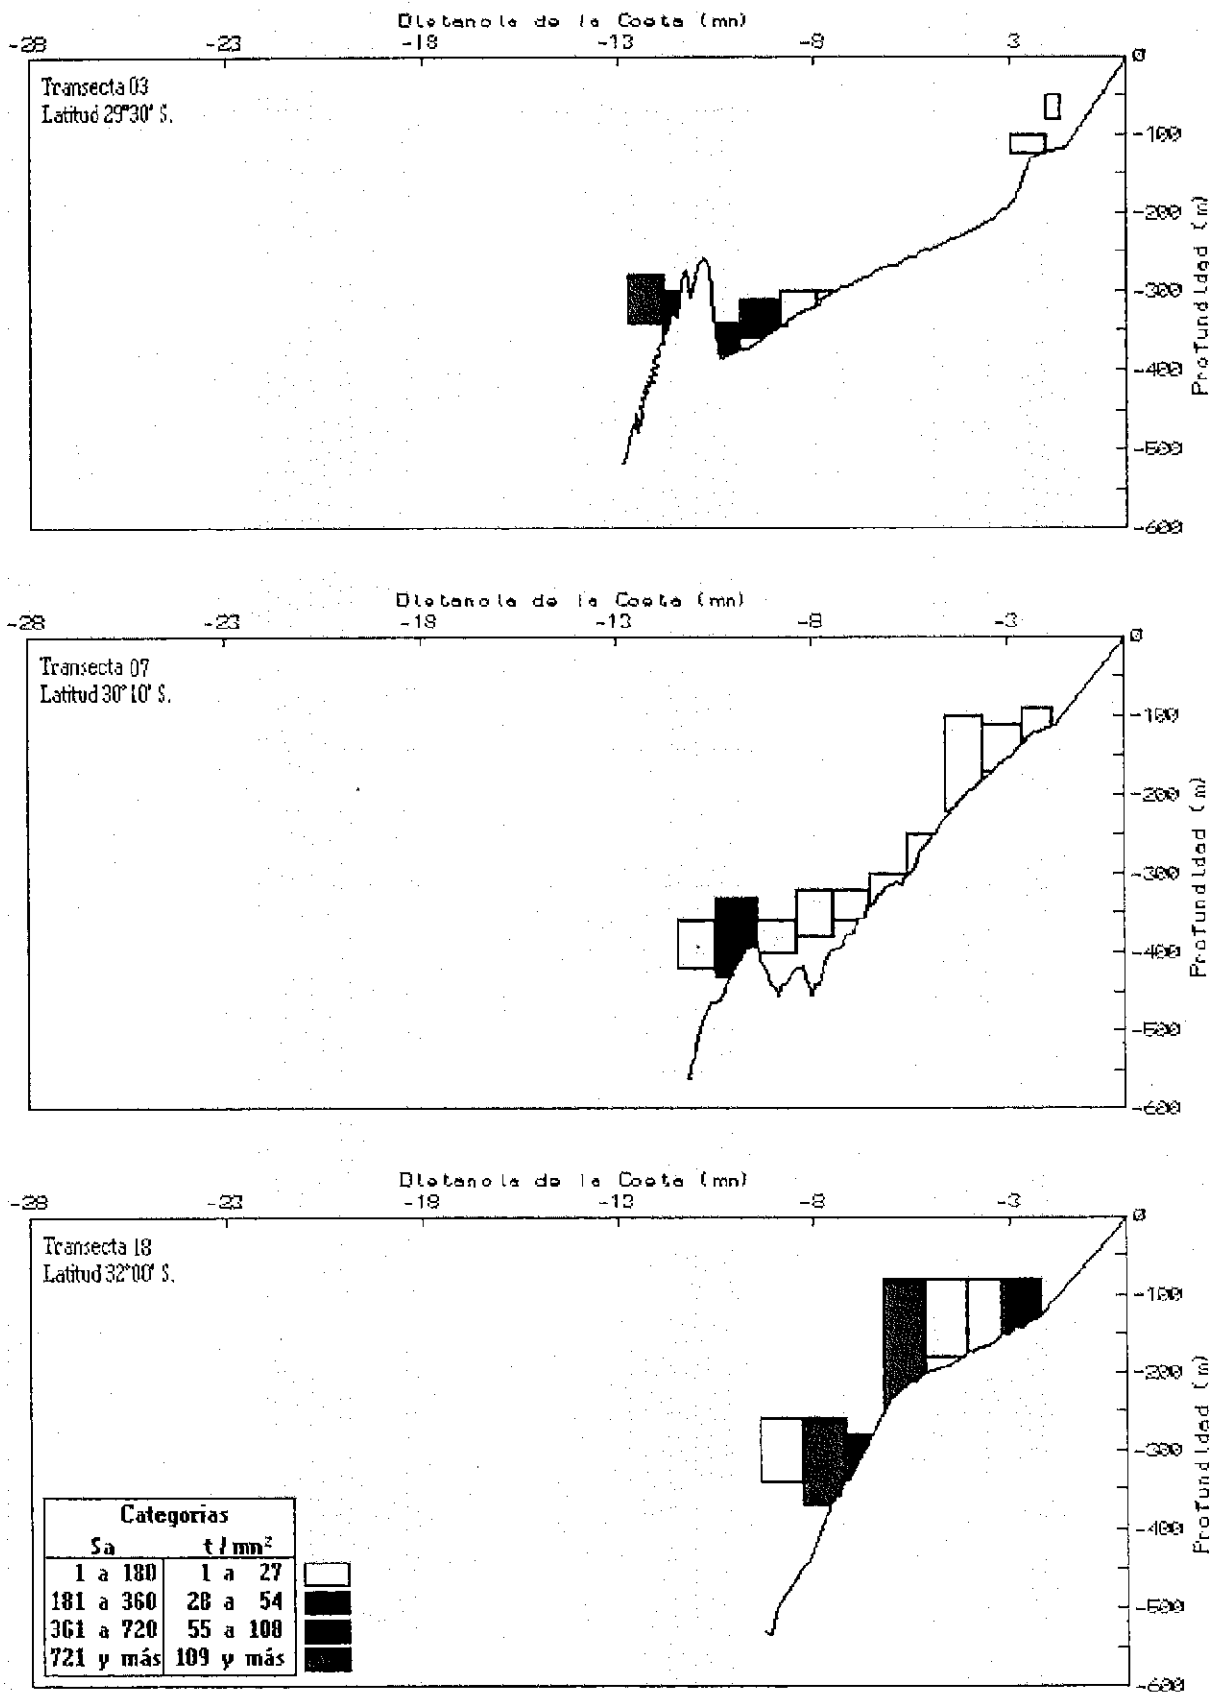 Distancia de la Costa (mn)
-28 -23 -18 -13 -8 3
Transecta 03
Latitud 29°30' S.
0
-100
-200
-300
-400
-500
-600
Profundidad (m)
Distancia de la Costa (mn)
-28 -23 -18 -13 -8 -3
Transecta 07
Latitud 30°10' S.
0
-100
-200
-300
-400
-500
-600
Profundidad (m)
Distancia de la Costa (mn)
-28 -23 -18 -13 -8 -3
Transecta 18
Latitud 32°00' S.
0
-100
-200
-300
-400
-500
-600
Profundidad (m)
Categorias
Sa t / mn²
1 a 180 1 a 27
181 a 360 28 a 54
361 a 720 55 a 108
721 y más 109 y más